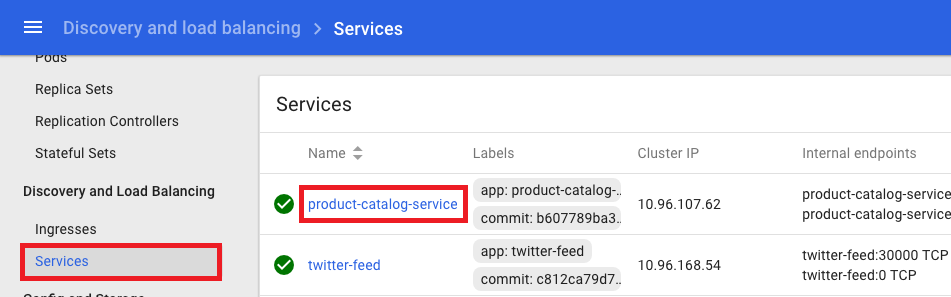 Discovery and load balancing > Services
Pods
Replica Sets
Replication Controllers
Stateful Sets
Discovery and Load Balancing
Ingresses
Services
Services
Name Labels Cluster IP Internal endpoints
product-catalog-service app: product-catalog-.. 10.96.107.62 product-catalog-service
commit: b607789ba3.. product-catalog-service
twitter-feed app: twitter-feed 10.96.168.54 twitter-feed:30000 TCP
commit: c812ca79d7.. twitter-feed:0 TCP
Config and Storage